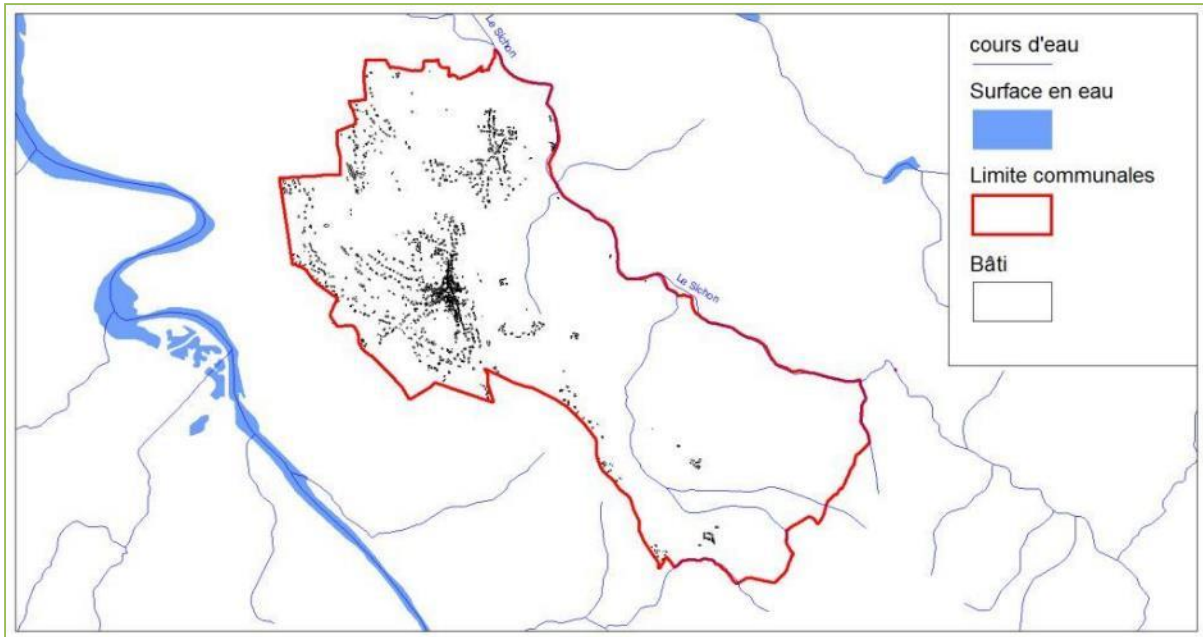 Le Sichon
Le Sichon
cours d'eau
Surface en eau
Limite communales
Bâti